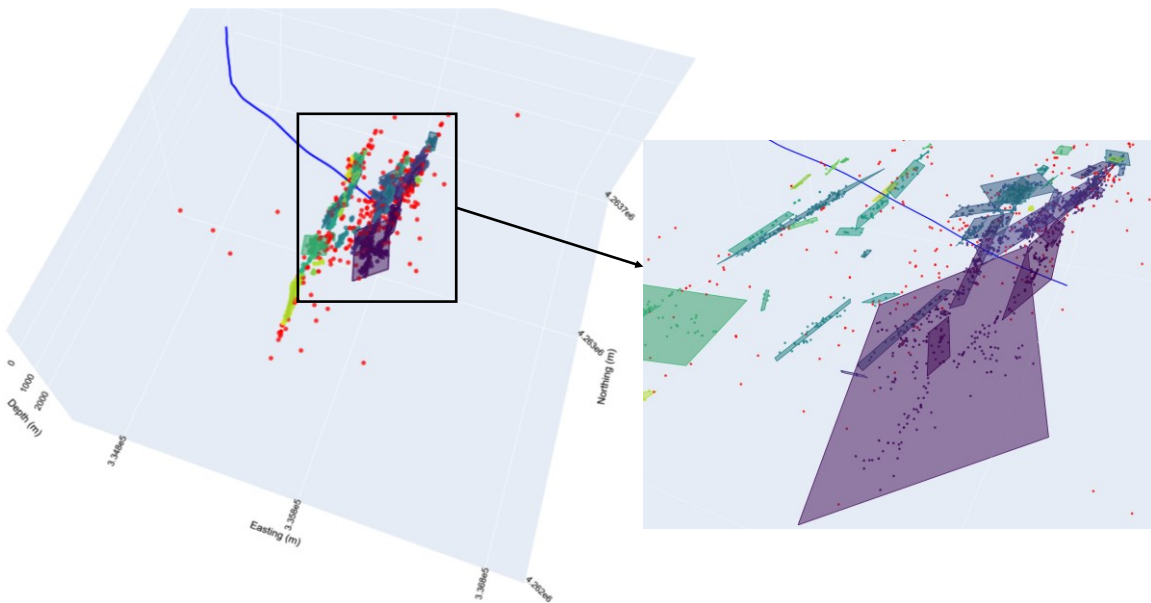 0
1000
2000
Depth (m)
3.348e5
3.358e5
3.368e5
Easting (m)
4.262e6
4.263e6
4.2637e6
Northing (m)